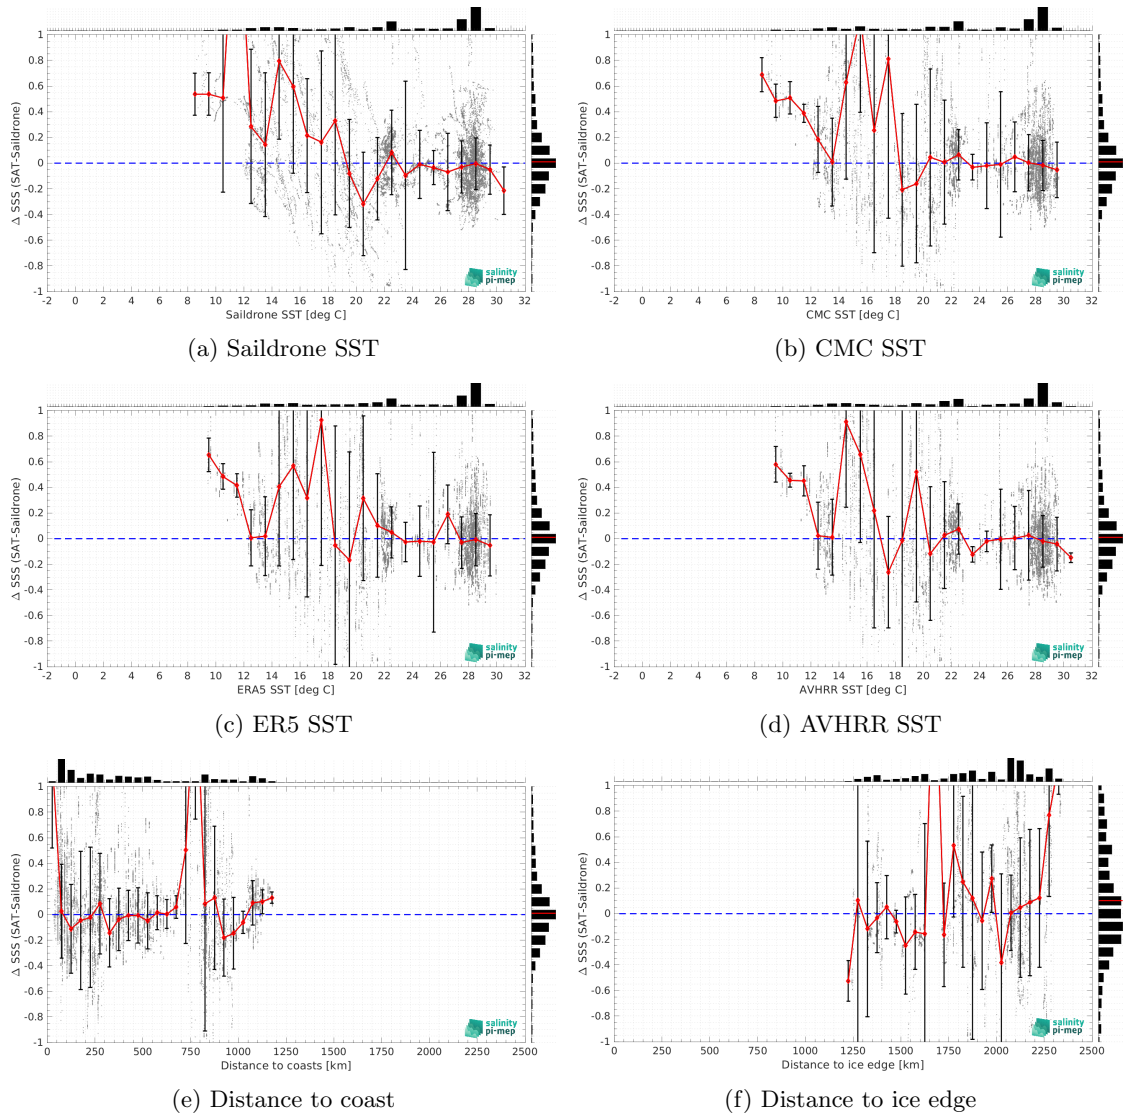 1
0.8
0.6
0.4
0.2
0
-0.2
-0.4
-0.6
-0.8
-1
Δ SSS (SAT-Saildrone)
salinity
pi-mep
-2 0 2 4 6 8 10 12 14 16 18 20 22 24 26 28 30 32
Saildrone SST [deg C]
(a) Saildrone SST
1
0.8
0.6
0.4
0.2
0
-0.2
-0.4
-0.6
-0.8
-1
Δ SSS (SAT-Saildrone)
salinity
pi-mep
-2 0 2 4 6 8 10 12 14 16 18 20 22 24 26 28 30 32
CMC SST [deg C]
(b) CMC SST
1
0.8
0.6
0.4
0.2
0
-0.2
-0.4
-0.6
-0.8
-1
Δ SSS (SAT-Saildrone)
salinity
pi-mep
-2 0 2 4 6 8 10 12 14 16 18 20 22 24 26 28 30 32
ERA5 SST [deg C]
(c) ER5 SST
1
0.8
0.6
0.4
0.2
0
-0.2
-0.4
-0.6
-0.8
-1
Δ SSS (SAT-Saildrone)
salinity
pi-mep
-2 0 2 4 6 8 10 12 14 16 18 20 22 24 26 28 30 32
AVHRR SST [deg C]
(d) AVHRR SST
1
0.8
0.6
0.4
0.2
0
-0.2
-0.4
-0.6
-0.8
-1
Δ SSS (SAT-Saildrone)
salinity
pi-mep
0 250 500 750 1000 1250 1500 1750 2000 2250 2500
Distance to coasts [km]
(e) Distance to coast
1
0.8
0.6
0.4
0.2
0
-0.2
-0.4
-0.6
-0.8
-1
Δ SSS (SAT-Saildrone)
salinity
pi-mep
0 250 500 750 1000 1250 1500 1750 2000 2250 2500
Distance to ice edge [km]
(f) Distance to ice edge